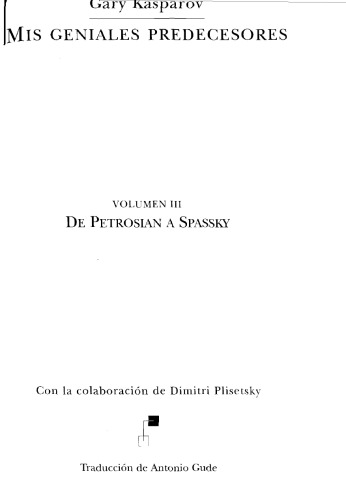 Gary Kasparov
MIS GENIALES PREDECESORES
VOLUMEN III
DE PETROSIAN A SPASSKY
Con la colaboración de Dimitri Plisetsky
Traducción de Antonio Gude